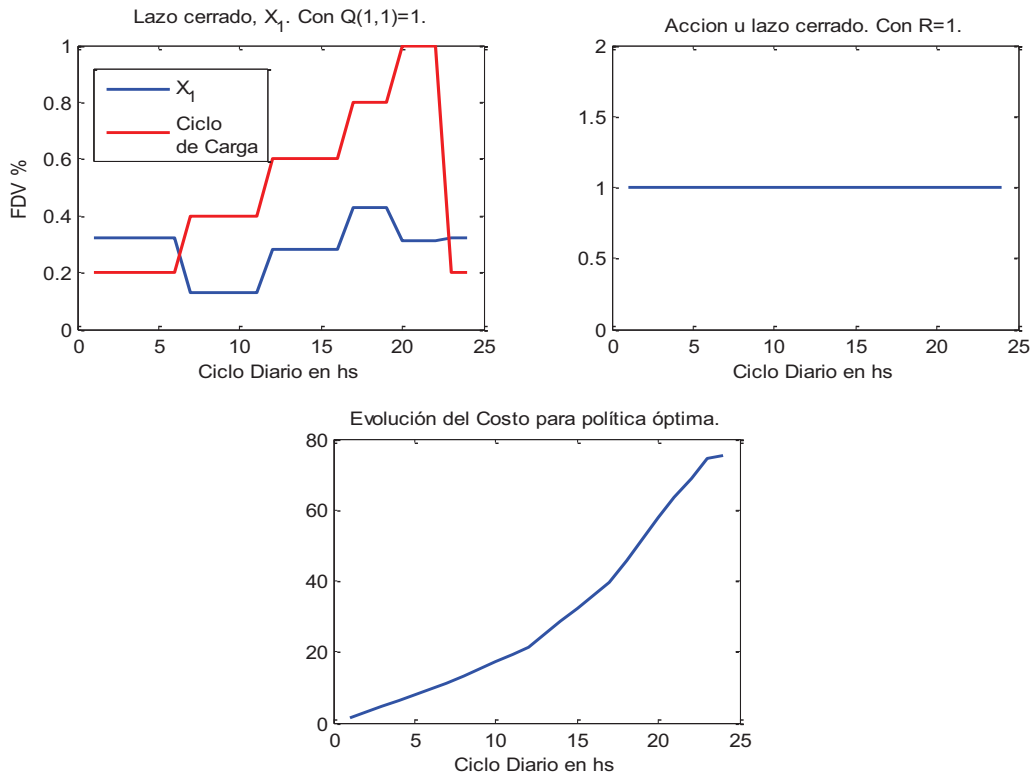 Lazo cerrado, X1. Con Q(1,1)=1.
1
0.8
0.6
0.4
0.2
0
FDV %
X1
Ciclo
de Carga
0 5 10 15 20 25
Ciclo Diario en hs
Accion u lazo cerrado. Con R=1.
2
1.5
1
0.5
0
0 5 10 15 20 25
Ciclo Diario en hs
Evolución del Costo para política óptima.
80
60
40
20
0
0 5 10 15 20 25
Ciclo Diario en hs